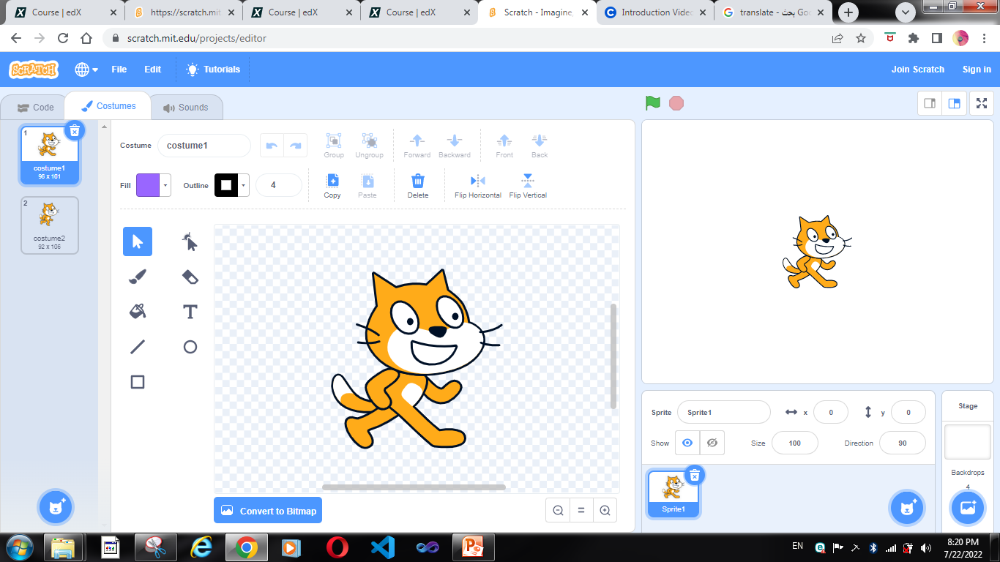 Course | edX
https://scratch.mit
Course | edX
Course | edX
Scratch - Imagine,
Introduction Video
translate - بحث Goo
scratch.mit.edu/projects/editor
SCRATCH
File
Edit
Tutorials
Join Scratch
Sign in
Code
Costumes
Sounds
1
costume1
96 x 101
2
costume2
92 x 106
Costume
costume1
Group
Ungroup
Forward
Backward
Front
Back
Fill
Outline
4
Copy
Paste
Delete
Flip Horizontal
Flip Vertical
T
Convert to Bitmap
Sprite
Sprite1
x
0
y
0
Show
Size
100
Direction
90
Sprite1
Stage
Backdrops
4
EN
8:20 PM
7/22/2022